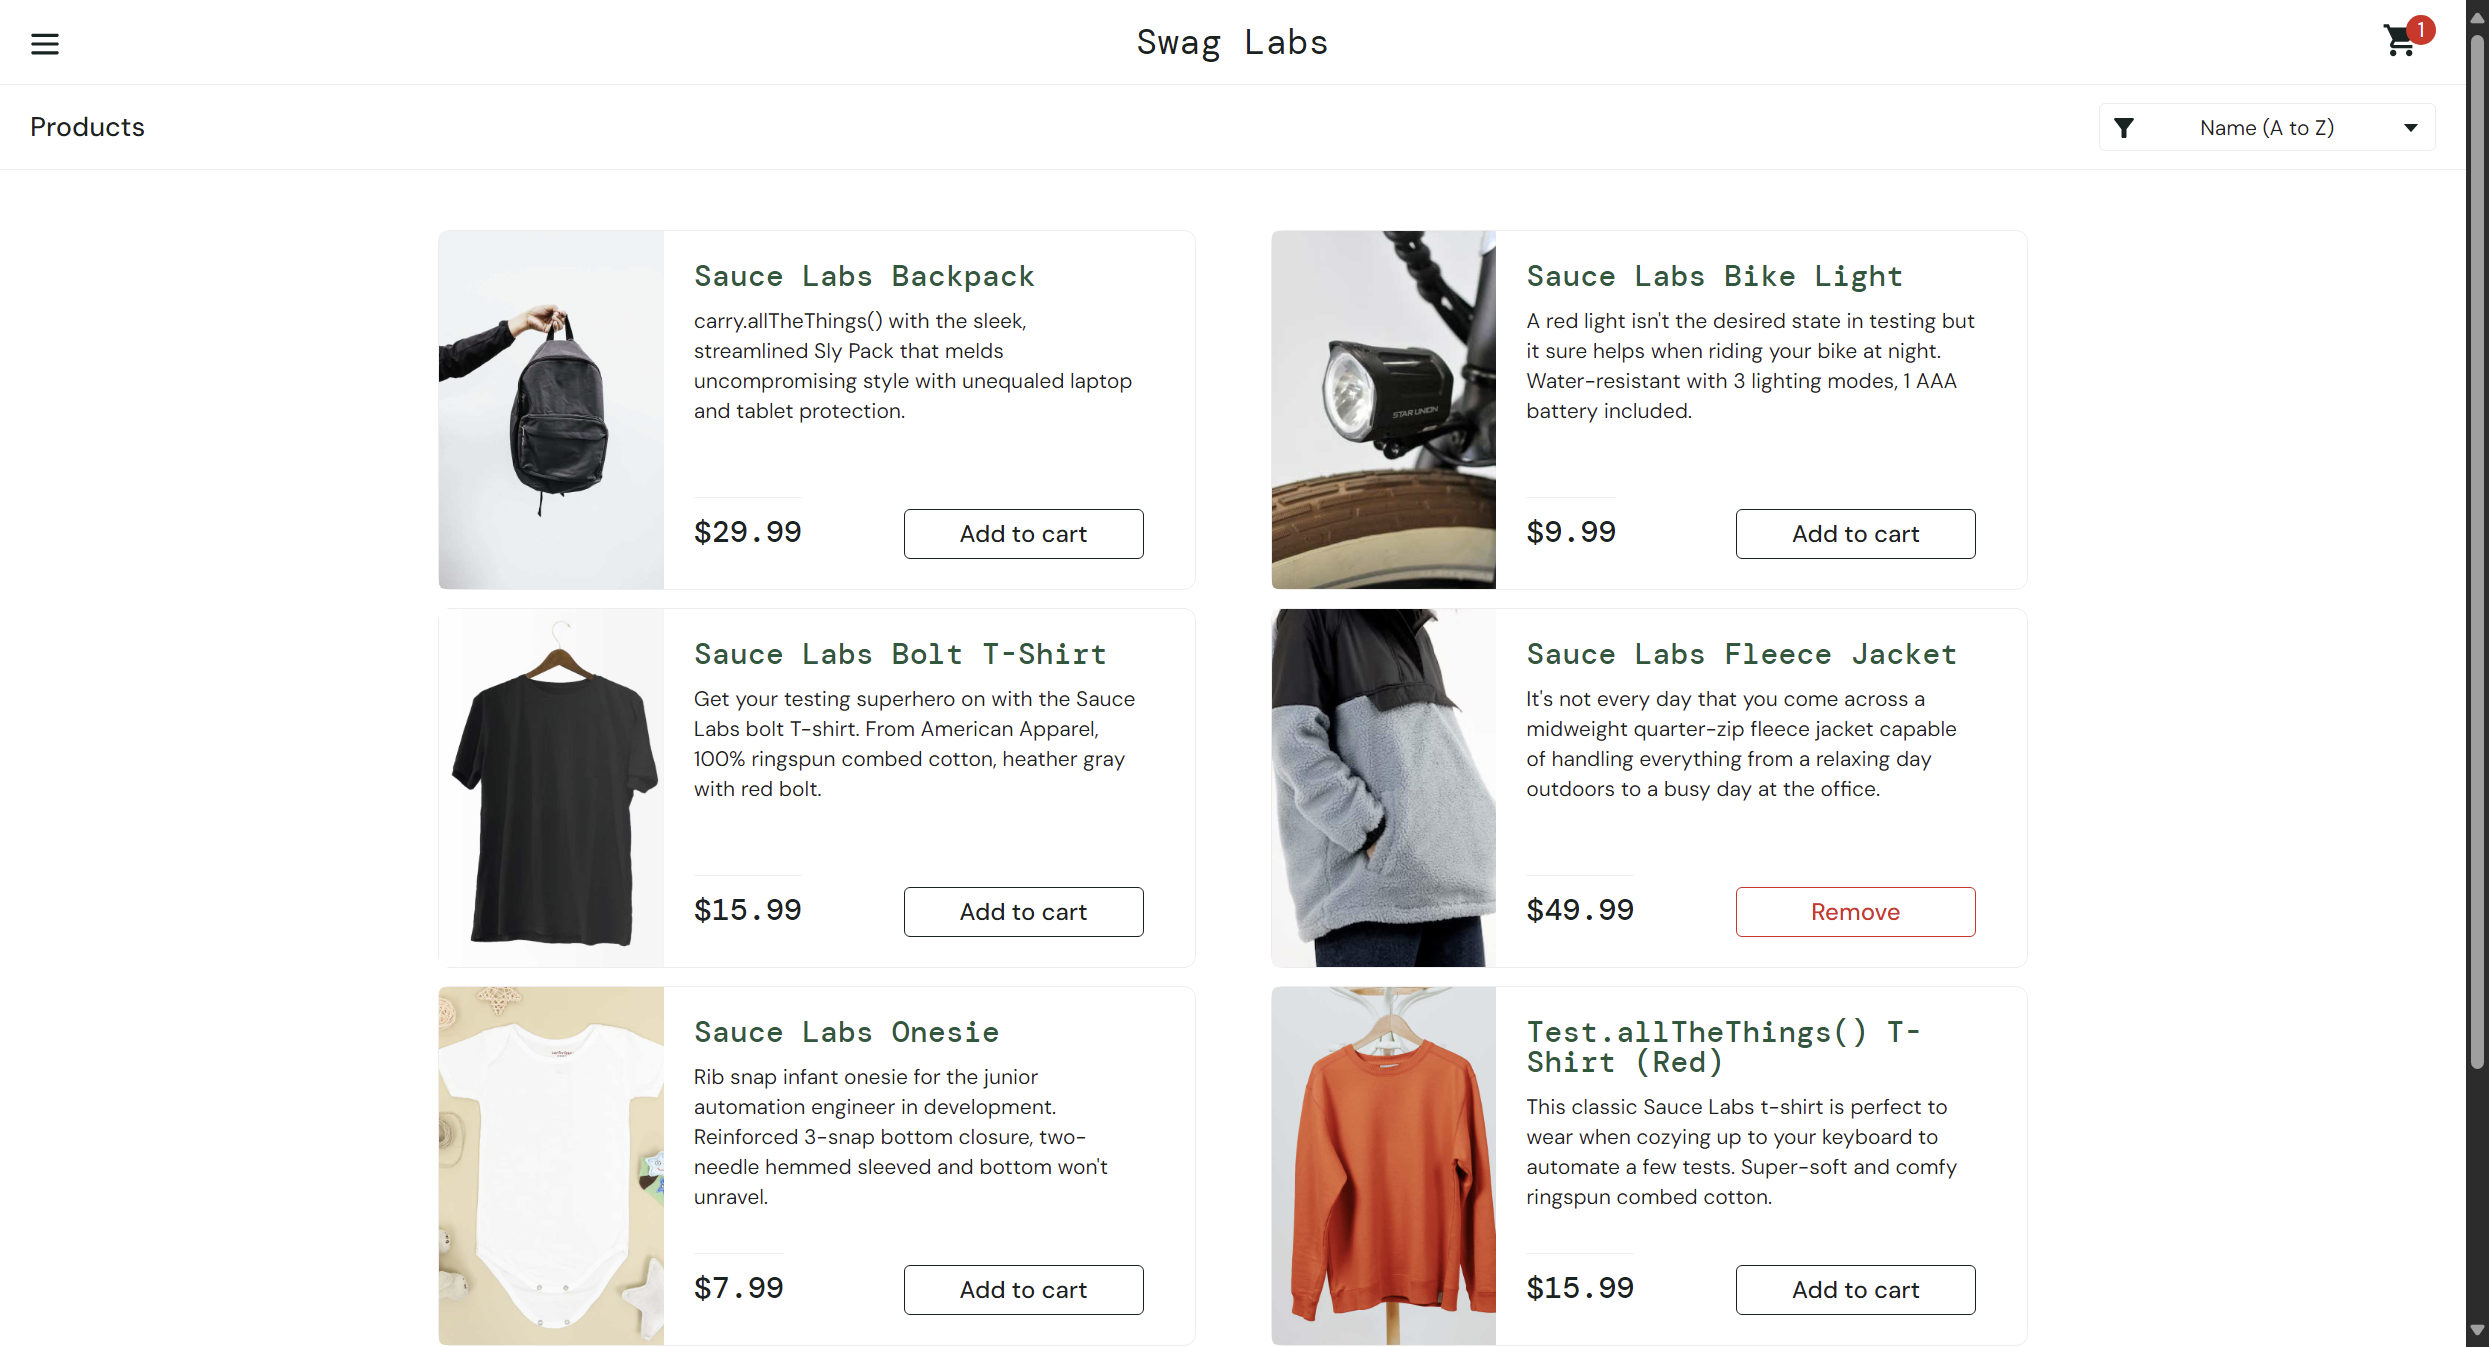 Swag Labs
1
Products
Name (A to Z)
Sauce Labs Backpack
carry.allTheThings() with the sleek,
streamlined Sly Pack that melds
uncompromising style with unequaled laptop
and tablet protection.
$29.99
Add to cart
Sauce Labs Bike Light
A red light isn't the desired state in testing but
it sure helps when riding your bike at night.
Water-resistant with 3 lighting modes, 1 AAA
battery included.
$9.99
Add to cart
STAR UNION
Sauce Labs Bolt T-Shirt
Get your testing superhero on with the Sauce
Labs bolt T-shirt. From American Apparel,
100% ringspun combed cotton, heather gray
with red bolt.
$15.99
Add to cart
Sauce Labs Fleece Jacket
It's not every day that you come across a
midweight quarter-zip fleece jacket capable
of handling everything from a relaxing day
outdoors to a busy day at the office.
$49.99
Remove
Sauce Labs Onesie
Rib snap infant onesie for the junior
automation engineer in development.
Reinforced 3-snap bottom closure, two-
needle hemmed sleeved and bottom won't
unravel.
$7.99
Add to cart
Test.allTheThings() T-
Shirt (Red)
This classic Sauce Labs t-shirt is perfect to
wear when cozying up to your keyboard to
automate a few tests. Super-soft and comfy
ringspun combed cotton.
$15.99
Add to cart